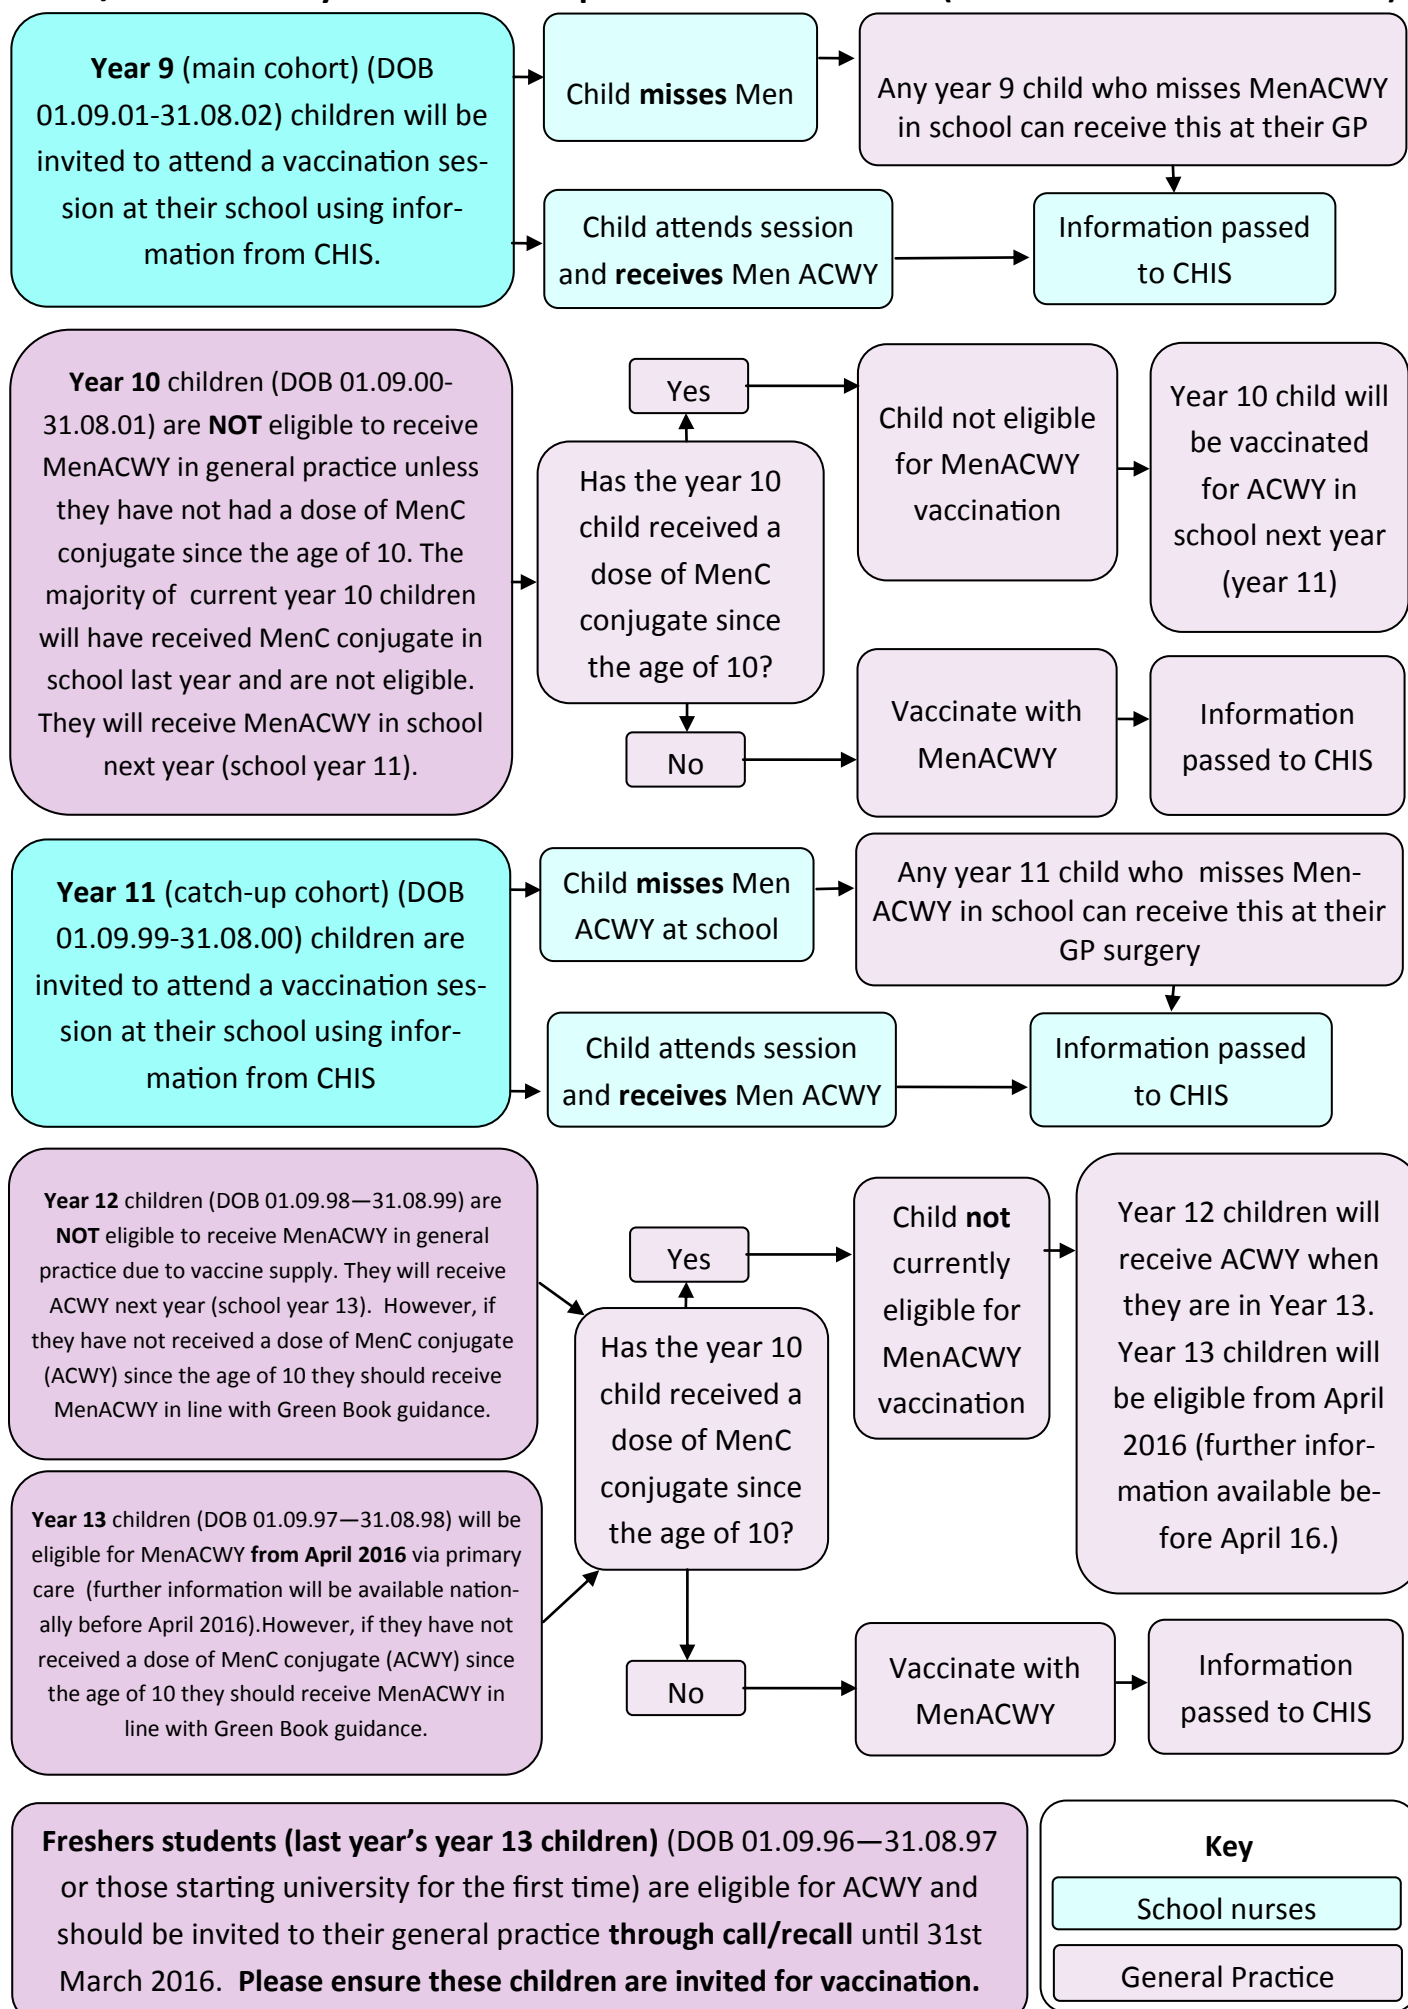 Year 9 (main cohort) (DOB
01.09.01-31.08.02) children will be
invited to attend a vaccination ses-
sion at their school using infor-
mation from CHIS.
Child misses Men
Any year 9 child who misses MenACWY
in school can receive this at their GP
Child attends session
and receives Men ACWY
Information passed
to CHIS
Year 10 children (DOB 01.09.00-
31.08.01) are NOT eligible to receive
MenACWY in general practice unless
they have not had a dose of MenC
conjugate since the age of 10. The
majority of current year 10 children
will have received MenC conjugate in
school last year and are not eligible.
They will receive MenACWY in school
next year (school year 11).
Yes
Has the year 10
child received a
dose of MenC
conjugate since
the age of 10?
No
Child not eligible
for MenACWY
vaccination
Year 10 child will
be vaccinated
for ACWY in
school next year
(year 11)
Vaccinate with
MenACWY
Information
passed to CHIS
Year 11 (catch-up cohort) (DOB
01.09.99-31.08.00) children are
invited to attend a vaccination ses-
sion at their school using infor-
mation from CHIS
Child misses Men
ACWY at school
Any year 11 child who misses Men-
ACWY in school can receive this at their
GP surgery
Child attends session
and receives Men ACWY
Information passed
to CHIS
Year 12 children (DOB 01.09.98—31.08.99) are
NOT eligible to receive MenACWY in general
practice due to vaccine supply. They will receive
ACWY next year (school year 13). However, if
they have not received a dose of MenC conjugate
(ACWY) since the age of 10 they should receive
MenACWY in line with Green Book guidance.
Year 13 children (DOB 01.09.97—31.08.98) will be
eligible for MenACWY from April 2016 via primary
care (further information will be available nation-
ally before April 2016).However, if they have not
received a dose of MenC conjugate (ACWY) since
the age of 10 they should receive MenACWY in
line with Green Book guidance.
Yes
Has the year 10
child received a
dose of MenC
conjugate since
the age of 10?
No
Child not
currently
eligible for
MenACWY
vaccination
Year 12 children will
receive ACWY when
they are in Year 13.
Year 13 children will
be eligible from April
2016 (further infor-
mation available be-
fore April 16.)
Vaccinate with
MenACWY
Information
passed to CHIS
Freshers students (last year's year 13 children) (DOB 01.09.96—31.08.97
or those starting university for the first time) are eligible for ACWY and
should be invited to their general practice through call/recall until 31st
March 2016. Please ensure these children are invited for vaccination.
Key
School nurses
General Practice